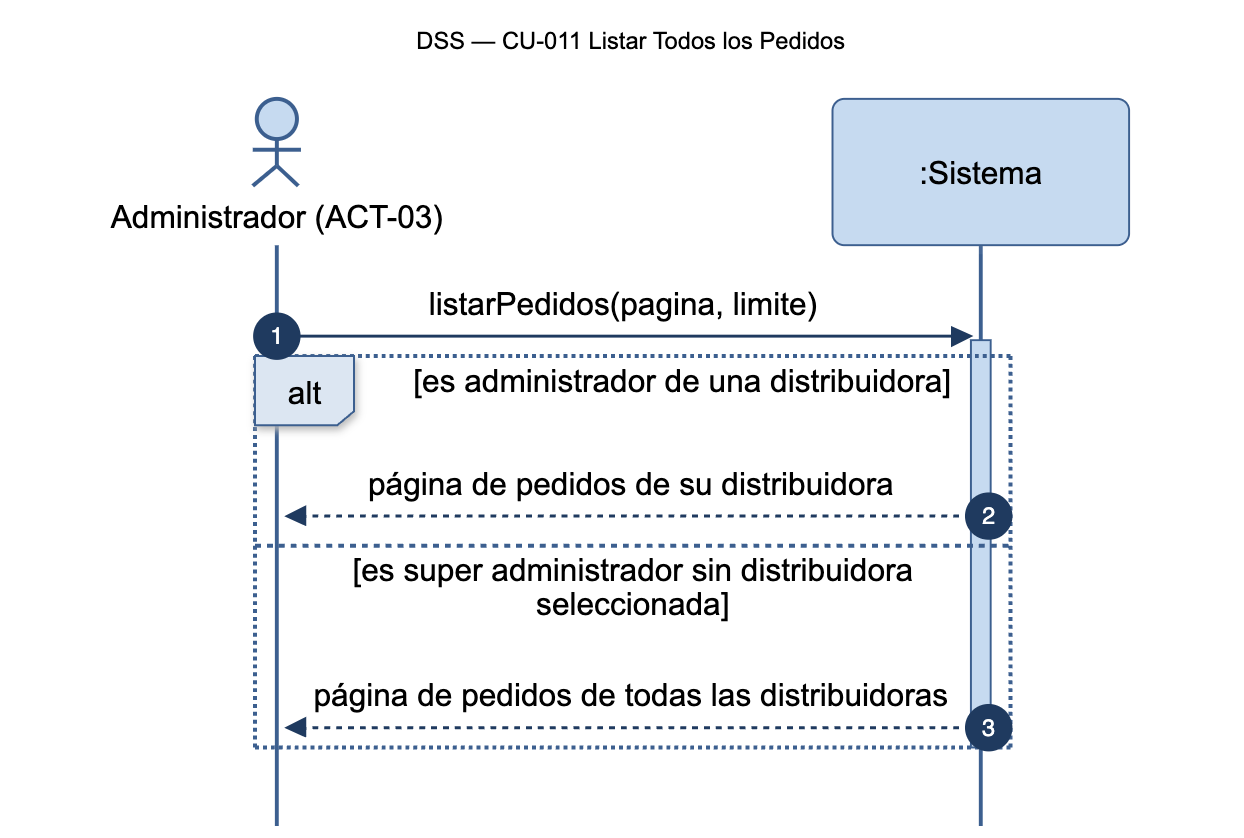 DSS — CU-011 Listar Todos los Pedidos
Administrador (ACT-03)
:Sistema
listarPedidos(pagina, limite)
1
alt
[es administrador de una distribuidora]
página de pedidos de su distribuidora
2
[es super administrador sin distribuidora
seleccionada]
página de pedidos de todas las distribuidoras
3